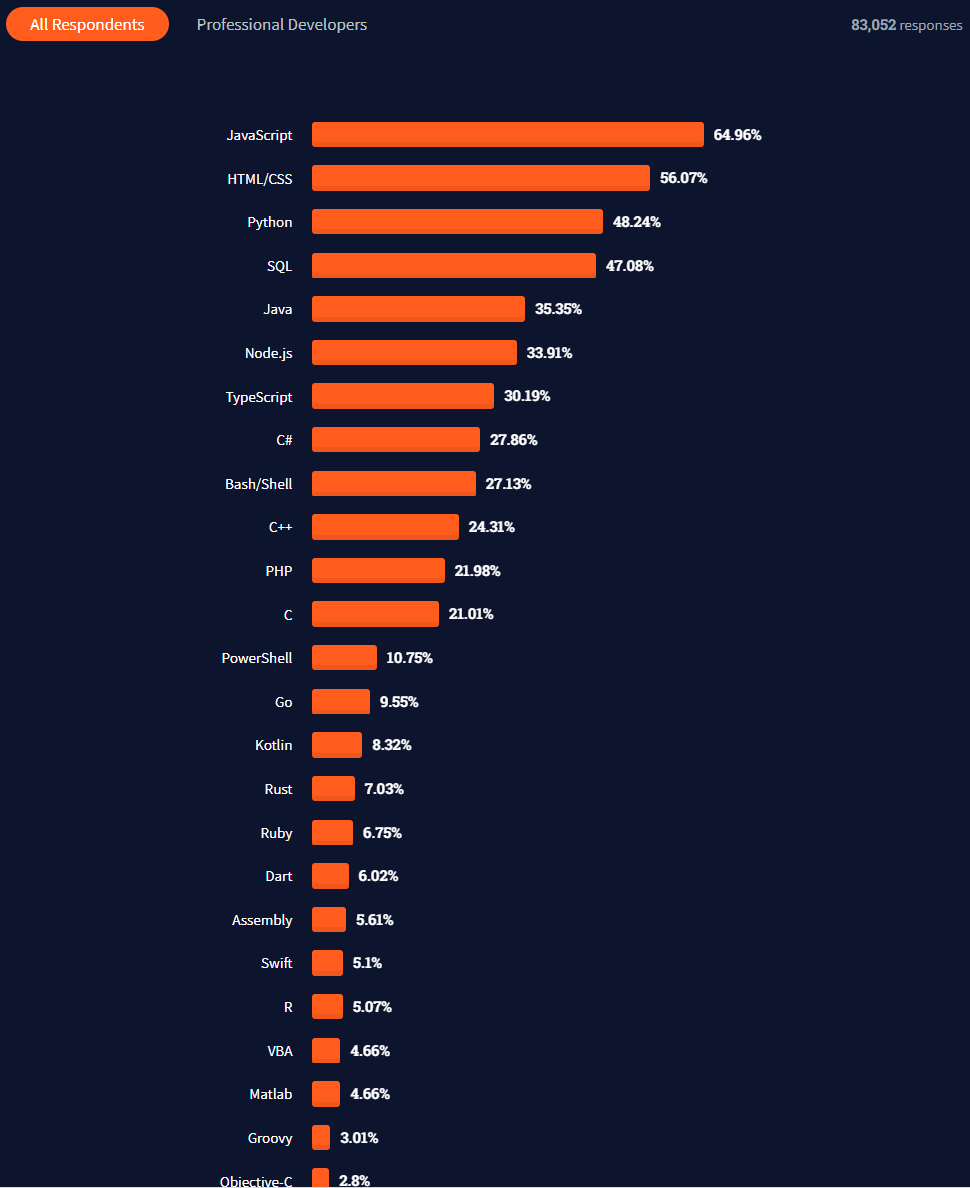 All Respondents Professional Developers 83,052 responses
JavaScript 64.96%
HTML/CSS 56.07%
Python 48.24%
SQL 47.08%
Java 35.35%
Node.js 33.91%
TypeScript 30.19%
C# 27.86%
Bash/Shell 27.13%
C++ 24.31%
PHP 21.98%
C 21.01%
PowerShell 10.75%
Go 9.55%
Kotlin 8.32%
Rust 7.03%
Ruby 6.75%
Dart 6.02%
Assembly 5.61%
Swift 5.1%
R 5.07%
VBA 4.66%
Matlab 4.66%
Groovy 3.01%
Objective-C 2.8%